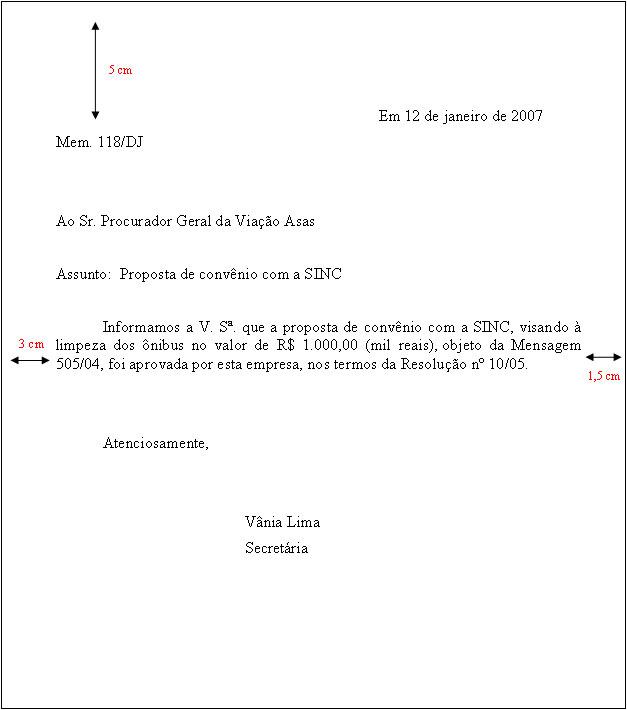 5 cm
Em 12 de janeiro de 2007
Mem. 118/DJ
Ao Sr. Procurador Geral da Viação Asas
Assunto: Proposta de convênio com a SINC
Informamos a V. Sª. que a proposta de convênio com a SINC, visando à
3 cm
limpeza dos ônibus no valor de R$ 1.000,00 (mil reais), objeto da Mensagem
505/04, foi aprovada por esta empresa, nos termos da Resolução nº 10/05.
1,5 cm
Atenciosamente,
Vânia Lima
Secretária